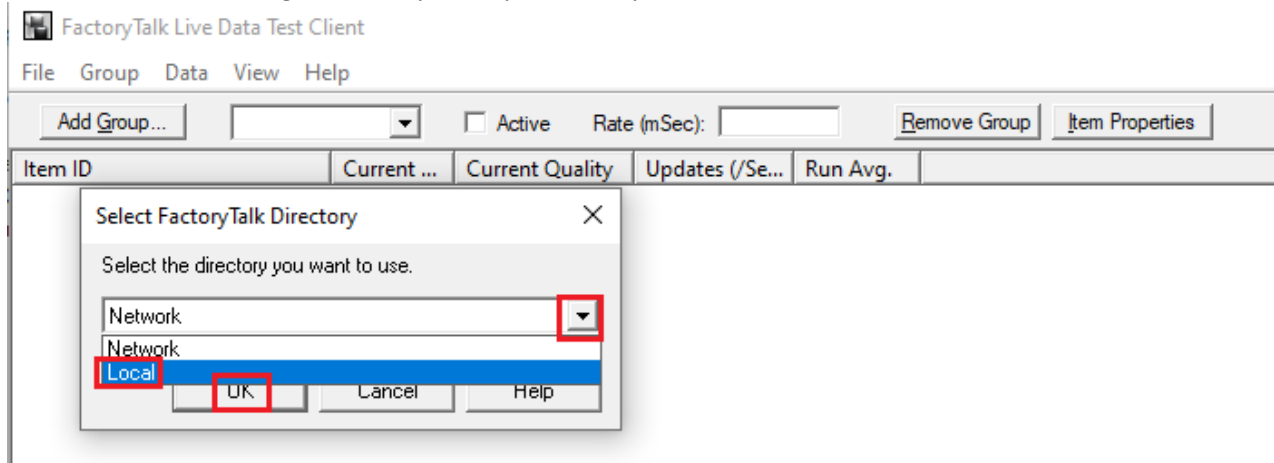 FactoryTalk Live Data Test Client
File Group Data View Help
Add Group... Active Rate (mSec): Remove Group Item Properties
Item ID Current ... Current Quality Updates (/Se... Run Avg.
Select FactoryTalk Directory
Select the directory you want to use.
Network
Network
Local
OK Cancel Help